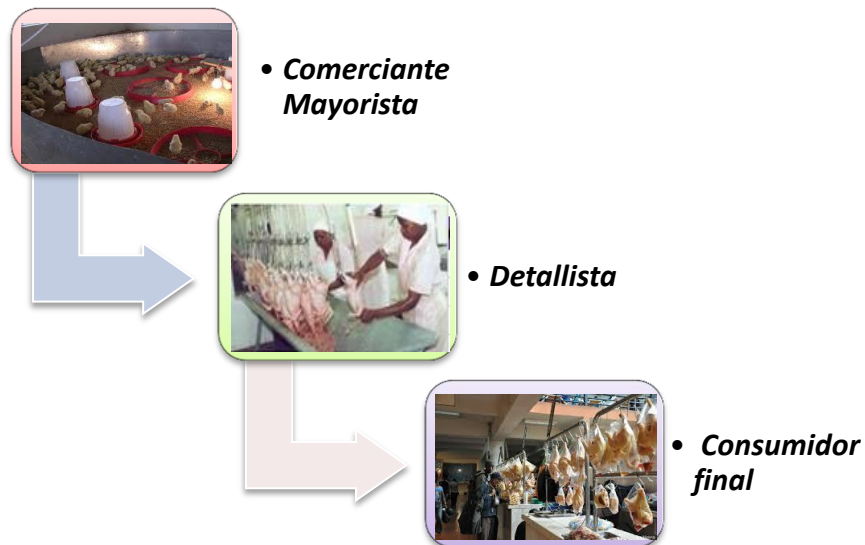 • Comerciante
Mayorista
• Detallista
• Consumidor
final